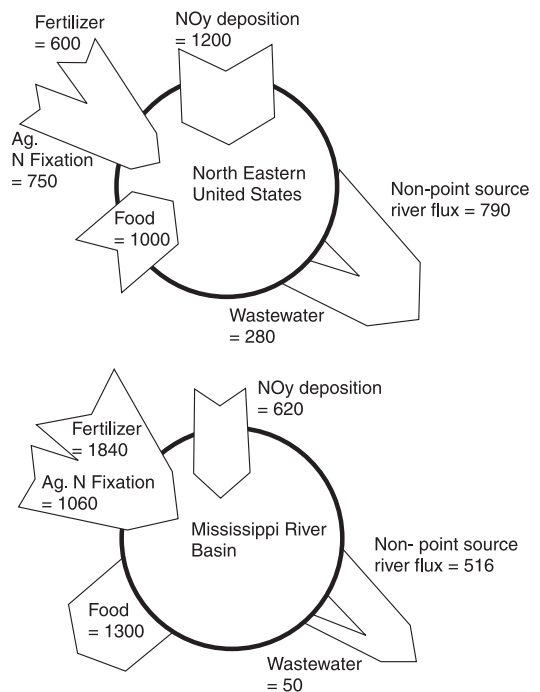 Fertilizer
= 600
NOy deposition
= 1200
Ag.
N Fixation
= 750
North Eastern
United States
Food
= 1000
Non-point source
river flux = 790
Wastewater
= 280
Fertilizer
= 1840
NOy deposition
= 620
Ag. N Fixation
= 1060
Mississippi River
Basin
Non- point source
river flux = 516
Food
= 1300
Wastewater
= 50